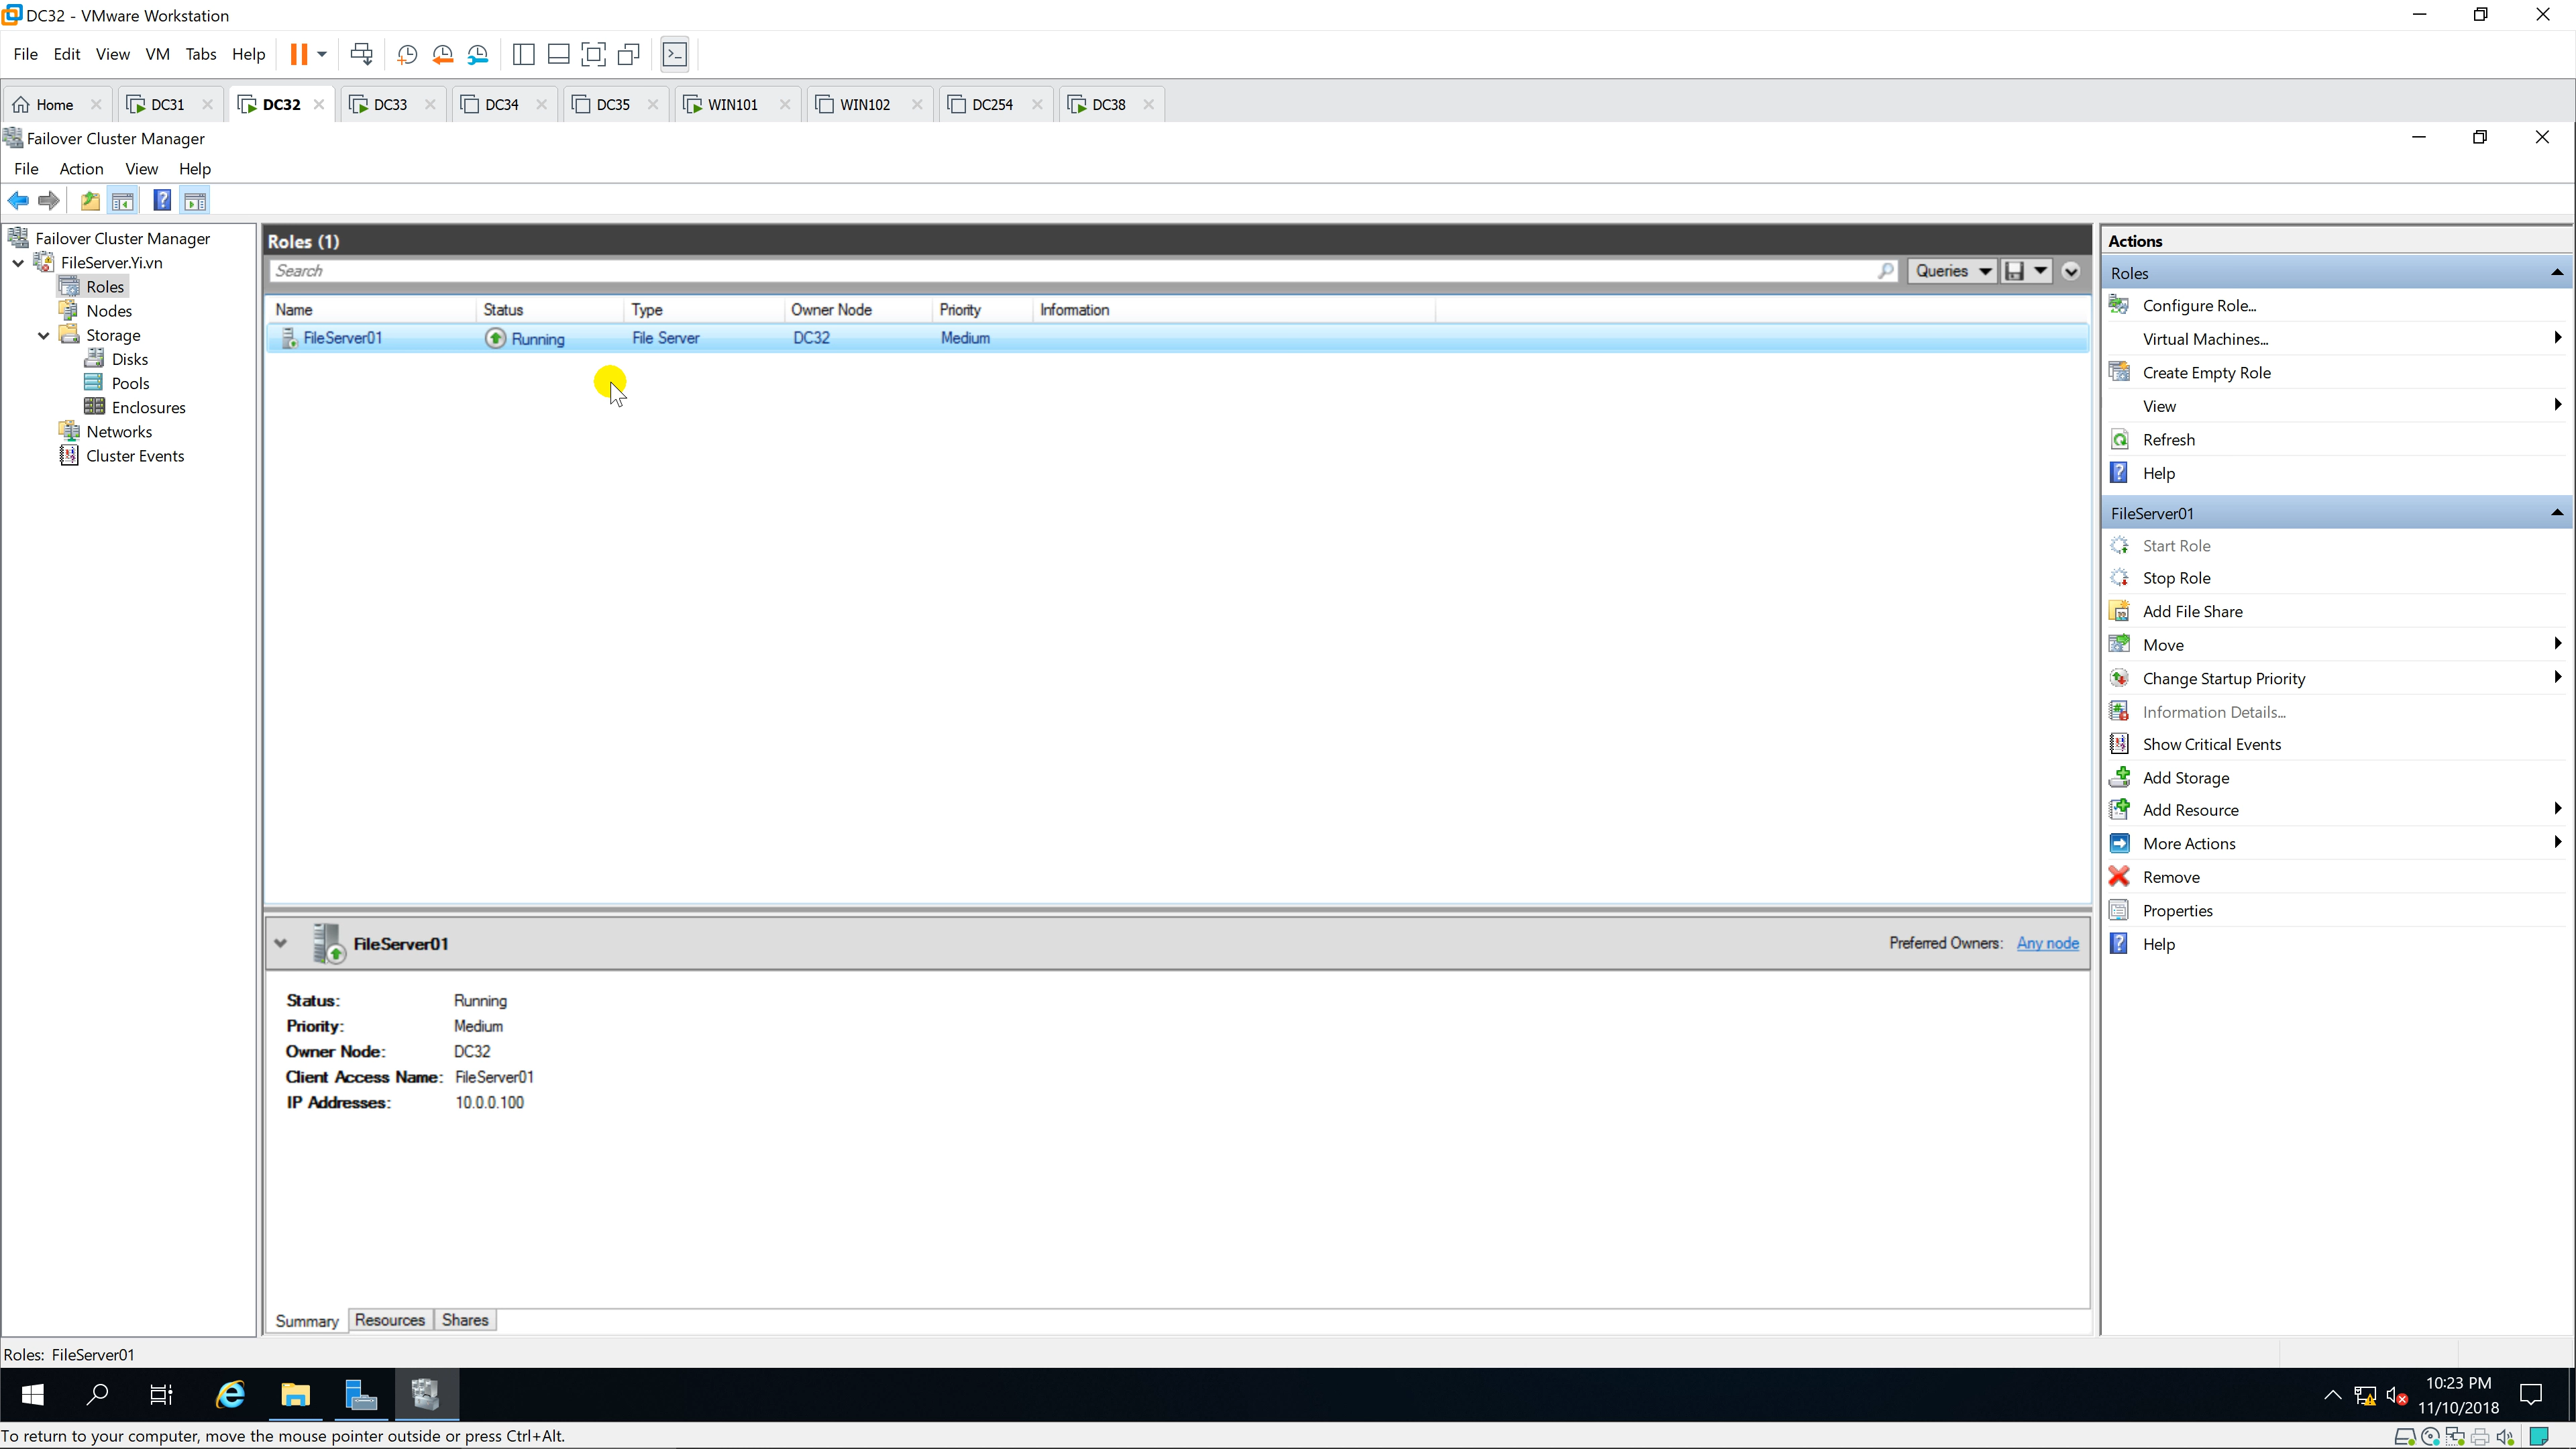 DC32 - VMware Workstation
File Edit View VM Tabs Help
Home DC31 DC32 DC33 DC34 DC35 WIN101 WIN102 DC254 DC38
Failover Cluster Manager
File Action View Help
Failover Cluster Manager
FileServer.Yi.vn
Roles
Nodes
Storage
Disks
Pools
Enclosures
Networks
Cluster Events
Roles (1)
Search
Queries
Name Status Type Owner Node Priority Information
FileServer01 Running File Server DC32 Medium
FileServer01
Preferred Owners: Any node
Status: Running
Priority: Medium
Owner Node: DC32
Client Access Name: FileServer01
IP Addresses: 10.0.0.100
Summary Resources Shares
Actions
Roles
Configure Role...
Virtual Machines...
Create Empty Role
View
Refresh
Help
FileServer01
Start Role
Stop Role
Add File Share
Move
Change Startup Priority
Information Details...
Show Critical Events
Add Storage
Add Resource
More Actions
Remove
Properties
Help
Roles: FileServer01
10:23 PM
11/10/2018
To return to your computer, move the mouse pointer outside or press Ctrl+Alt.